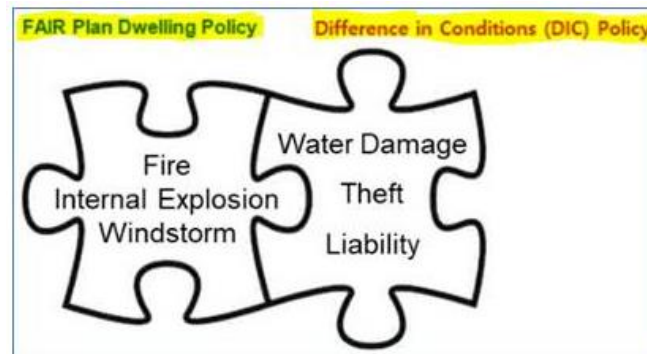 FAIR Plan Dwelling Policy
Difference in Conditions (DIC) Policy
Fire
Internal Explosion
Windstorm
Water Damage
Theft
Liability